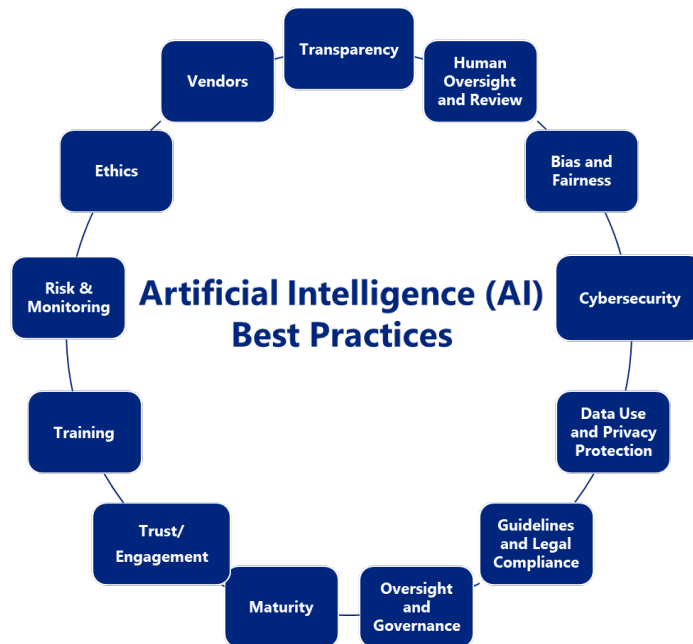 Transparency
Human
Oversight
and Review
Bias and
Fairness
Cybersecurity
Data Use
and Privacy
Protection
Guidelines
and Legal
Compliance
Oversight
and
Governance
Maturity
Trust/
Engagement
Training
Risk &
Monitoring
Ethics
Vendors
Artificial Intelligence (AI)
Best Practices